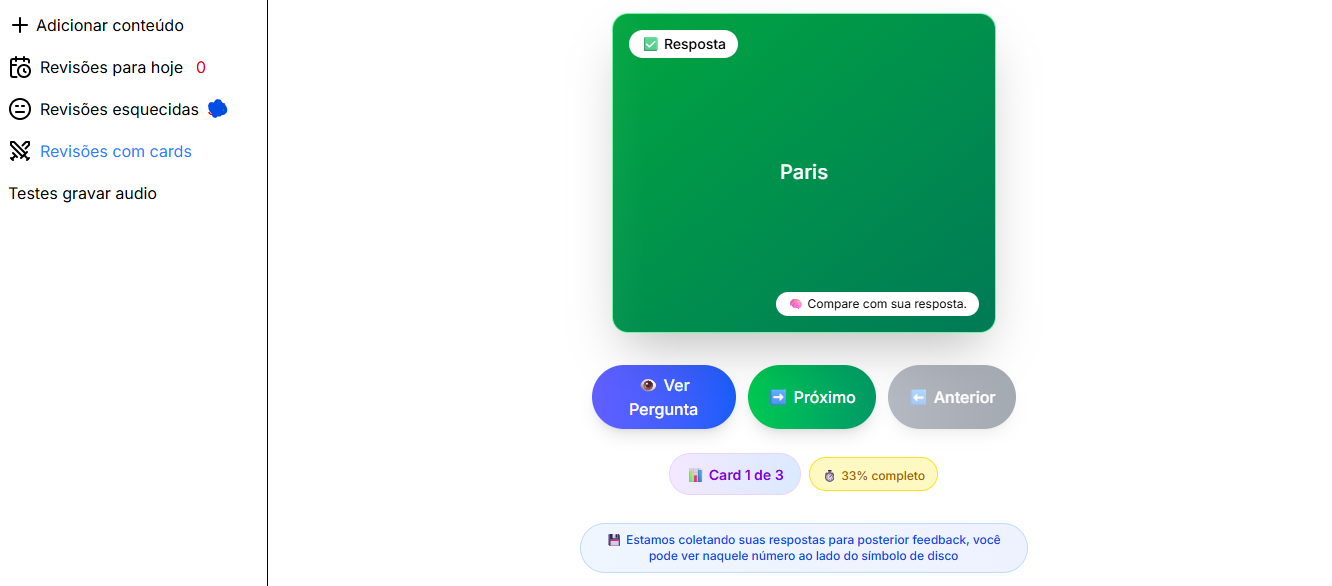 Adicionar conteúdo
Revisões para hoje 0
Revisões esquecidas
Revisões com cards
Testes gravar audio
✅ Resposta
Paris
🧠 Compare com sua resposta.
👁️ Ver
Pergunta
➡️ Próximo
⬅️ Anterior
📊 Card 1 de 3
⏱️ 33% completo
💾 Estamos coletando suas respostas para posterior feedback, você
pode ver naquele número ao lado do símbolo de disco